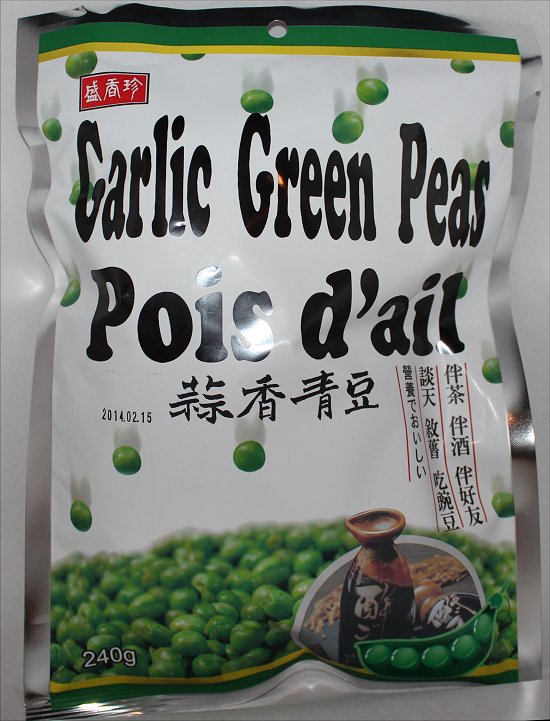 盛香珍
Garlic Green Peas
Pois d'ail
蒜香青豆
2014.02.15
伴茶 伴酒 伴好友
談天 敘舊 吃豌豆
営養でおいしい
240g